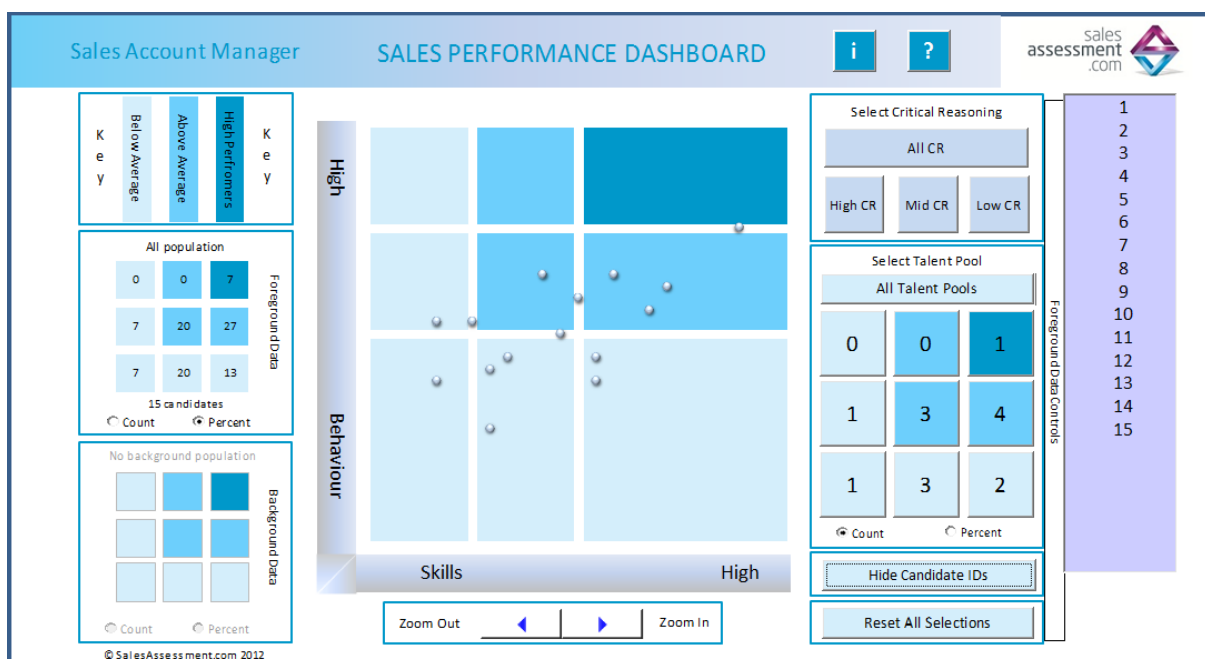 Sales Account Manager
SALES PERFORMANCE DASHBOARD
i
?
sales
assessment
.com
Key
Below Average
Above Average
High Perfromers
Key
All population
0 0 7
7 20 27
7 20 13
Foreground Data
15 candidates
Count Percent
No background population
Background Data
Count Percent
© SalesAssessment.com 2012
High
Behaviour
Skills High
Zoom Out Zoom In
Select Critical Reasoning
All CR
High CR Mid CR Low CR
Select Talent Pool
All Talent Pools
0 0 1
1 3 4
1 3 2
Count Percent
Hide Candidate IDs
Reset All Selections
Foreground Data Controls
1
2
3
4
5
6
7
8
9
10
11
12
13
14
15